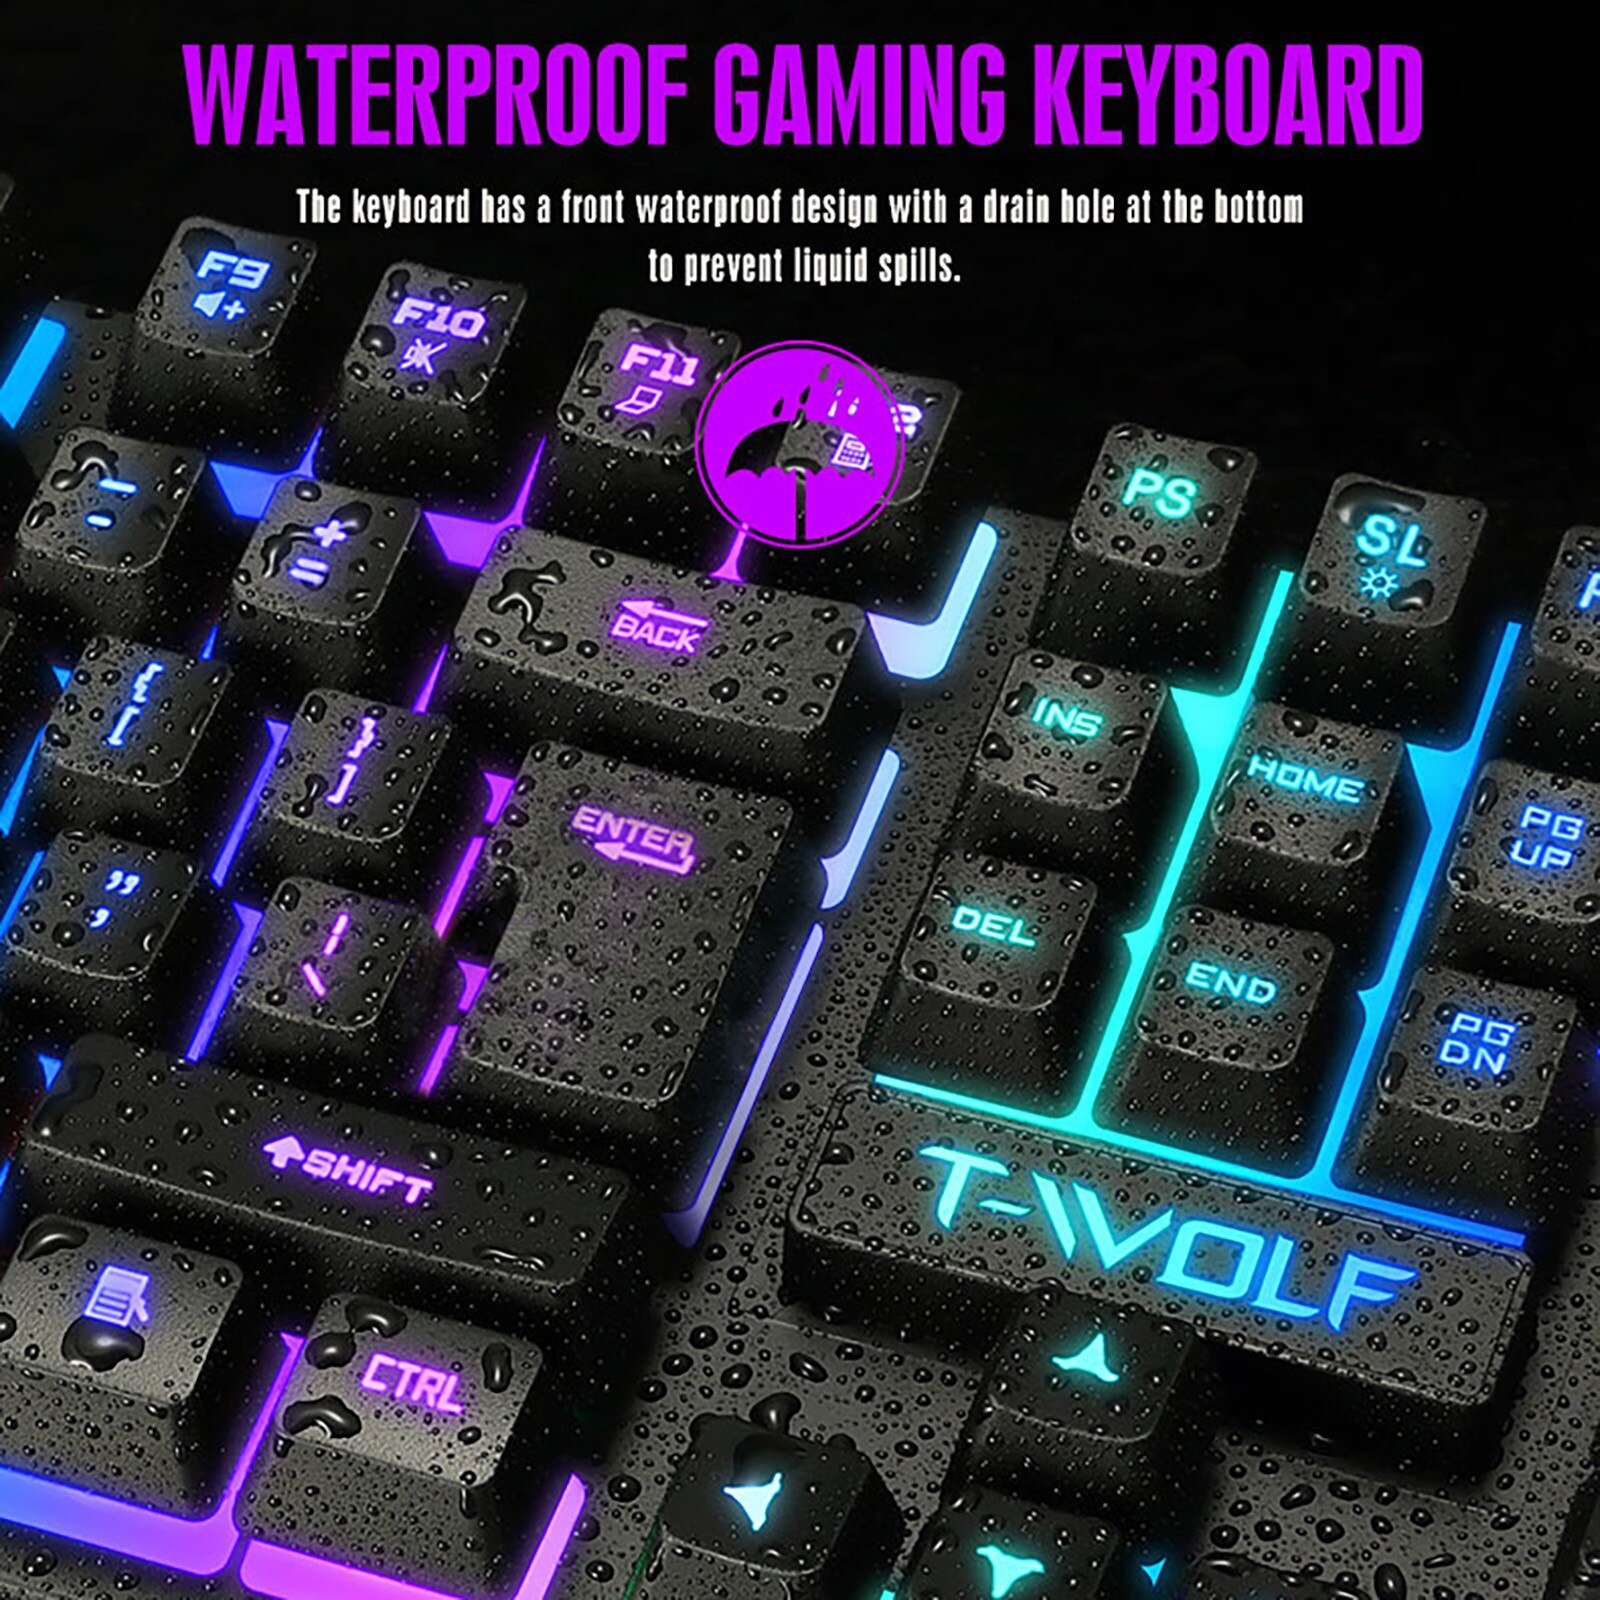 WATERPROOF GAMING KEYBOARD
The keyboard has a front waterproof design with a drain hole at the bottom
to prevent liquid spills.
F9
+
F10
F11
2
PS
SL
_
-
+
=
BACK
INS
HOME
PG
UP
{
[
}
]
ENTER
DEL
END
PG
DN
"
'
|
\
SHIFT
T-WOLF
CTRL